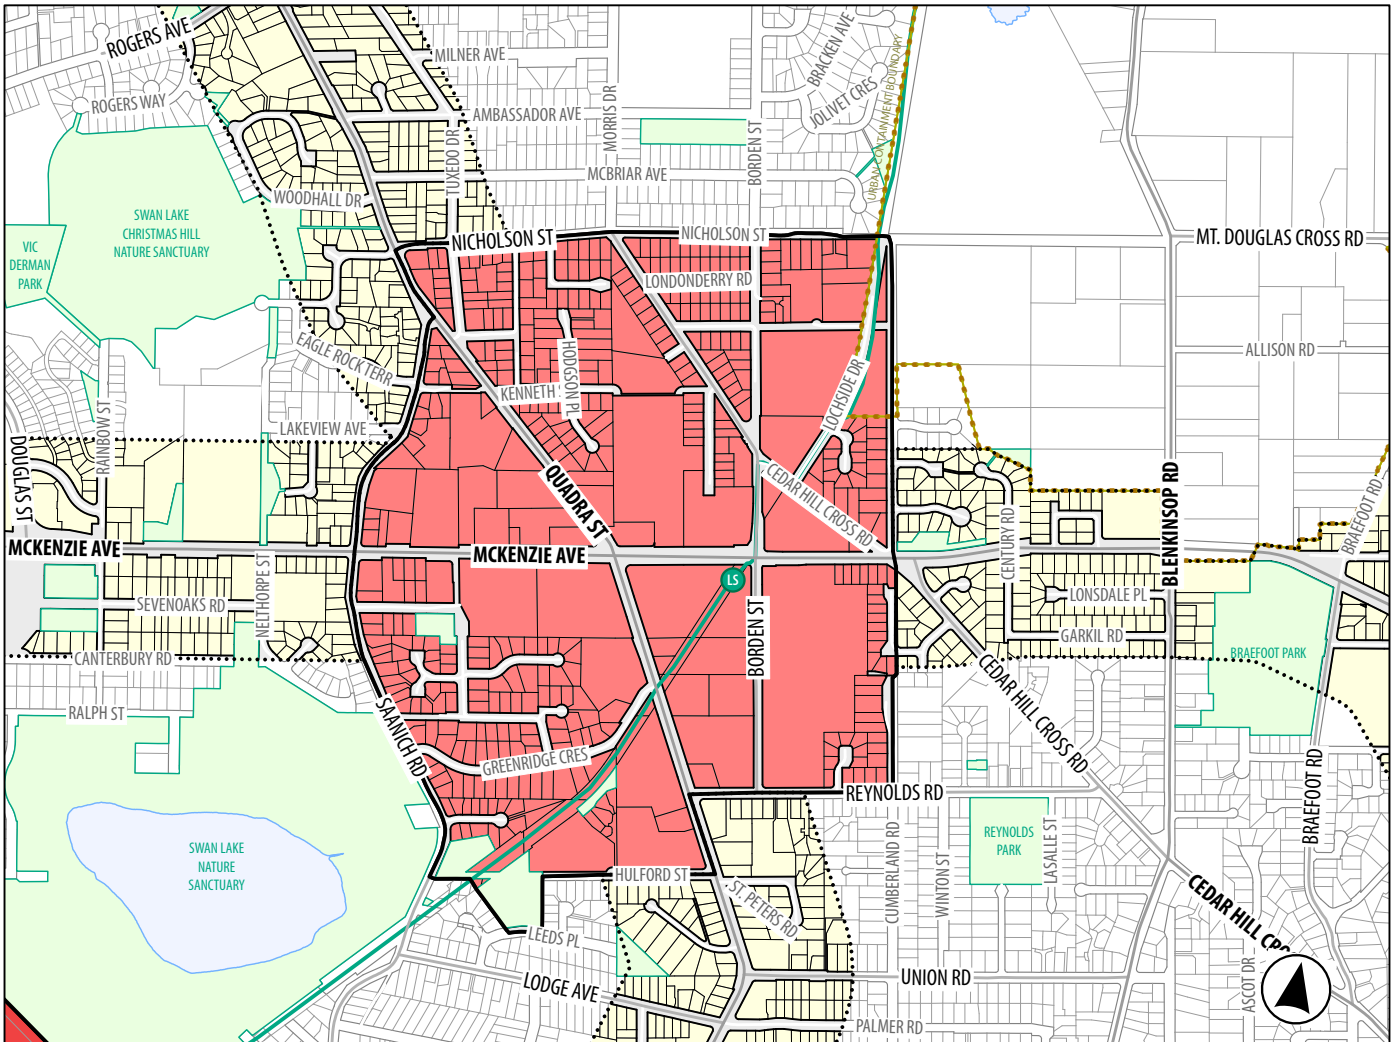 ROGERS AVE
MILNER AVE
BRACKEN AVE
JOLIVET CRES
URBAN CONTAINMENT BOUNDARY
ROGERS WAY
AMBASSADOR AVE
MORRIS DR
BORDEN ST
TUXEDO DR
MCBRIAR AVE
WOODHALL DR
SWAN LAKE
CHRISTMAS HILL
NATURE SANCTUARY
VIC
DERMAN
PARK
NICHOLSON ST
NICHOLSON ST
MT. DOUGLAS CROSS RD
LONDONDERRY RD
EAGLE ROCK TERR
HODGSON PL
KENNETH
LOCHSIDE DR
ALLISON RD
RAINBOW ST
LAKEVIEW AVE
DOUGLAS ST
QUADRA ST
CEDAR HILL CROSS RD
CENTURY RD
BLENKINSOP RD
BRAEFOOT RD
MCKENZIE AVE
MCKENZIE AVE
LS
NELTHORPE ST
SEVENOAKS RD
BORDEN ST
LONSDALE PL
GARKIL RD
CANTERBURY RD
BRAEFOOT PARK
CEDAR HILL CROSS RD
RALPH ST
SAANICH RD
GREENRIDGE CRES
REYNOLDS RD
BRAEFOOT RD
REYNOLDS
PARK
LASALLE ST
CUMBERLAND RD
WINTON ST
SWAN LAKE
NATURE
SANCTUARY
HULFORD ST
ST. PETERS RD
CEDAR HILL CRO
LEEDS PL
LODGE AVE
UNION RD
ASCOT DR
PALMER RD